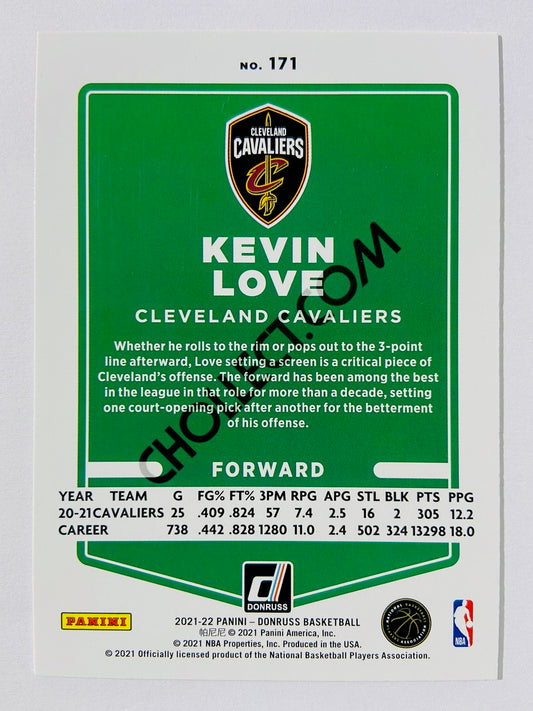 NO. 171
CLEVELAND
CAVALIERS
C
KEVIN
LOVE
CLEVELAND CAVALIERS
Whether he rolls to the rim or pops out to the 3-point
line afterward, Love setting a screen is a critical piece of
Cleveland's offense. The forward has been among the best
in the league in that role for more than a decade, setting
one court-opening pick after another for the betterment
of his offense.
CHOLLECT.COM
FORWARD
YEAR TEAM G FG% FT% 3PM RPG APG STL BLK PTS PPG
20-21 CAVALIERS 25 .409 .824 57 7.4 2.5 16 2 305 12.2
CAREER 738 .442 .828 1280 11.0 2.4 502 324 13298 18.0
DONRUSS
PANINI
2021-22 PANINI – DONRUSS BASKETBALL
帕尼尼 © 2021 Panini America, Inc.
© 2021 NBA Properties, Inc. Produced in the USA.
© 2021 Officially licensed product of the National Basketball Players Association.
NATIONAL BASKETBALL
PLAYERS ASSOCIATION
NBA